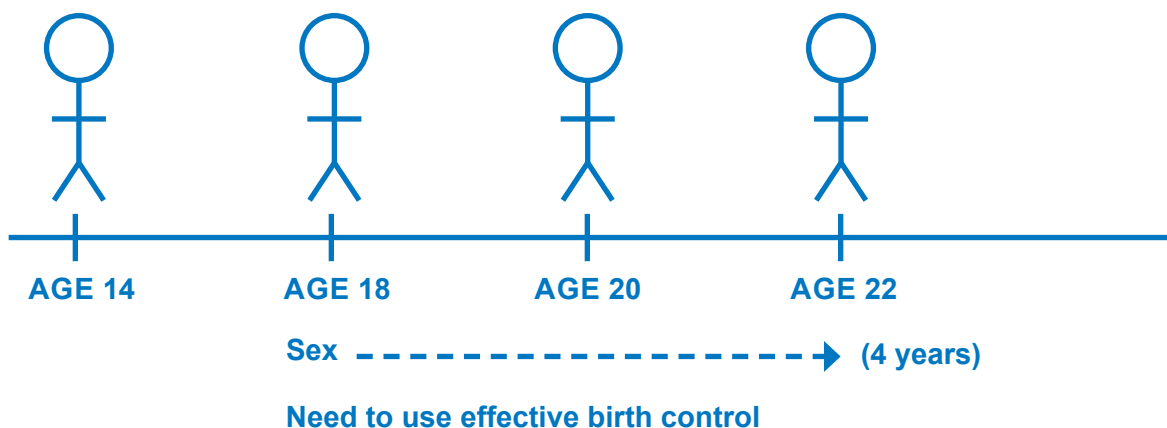 AGE 14 AGE 18 AGE 20 AGE 22
Sex (4 years)
Need to use effective birth control